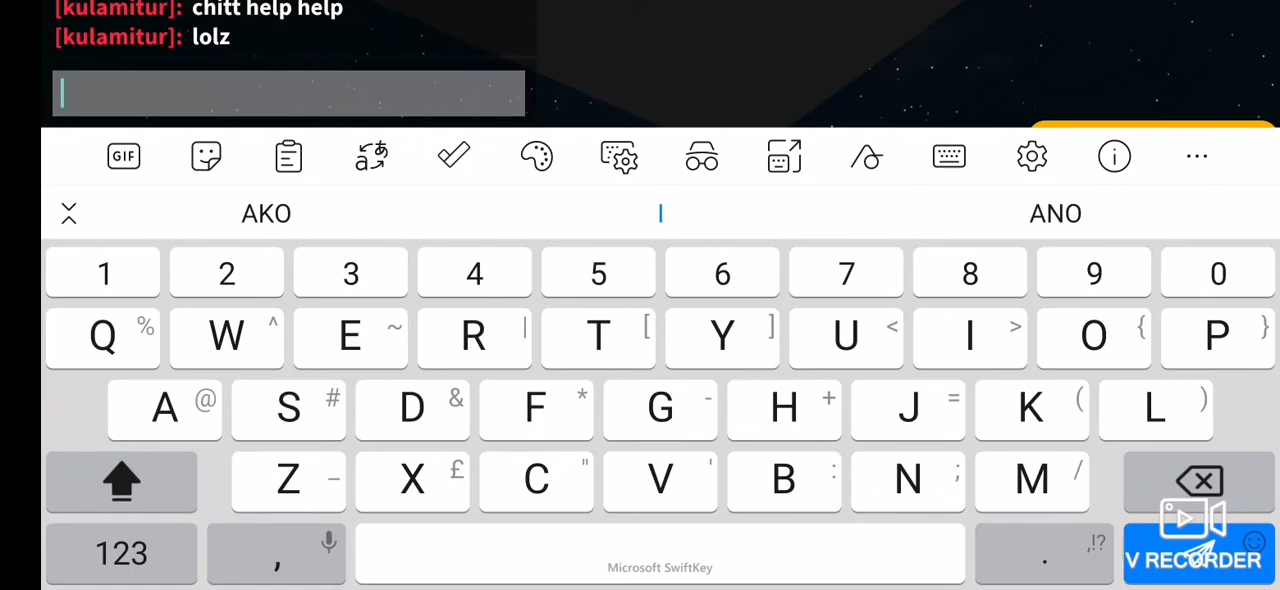 [kulamitur]: chitt help help
[kulamitur]: lolz
GIF
AKO I ANO
1 2 3 4 5 6 7 8 9 0
Q % W ^ E ~ R | T [ Y ] U < I > O { P }
A @ S # D & F * G - H + J = K ( L )
Z _ X £ C " V ' B : N ; M /
123 , Microsoft SwiftKey . ,!?
V RECORDER